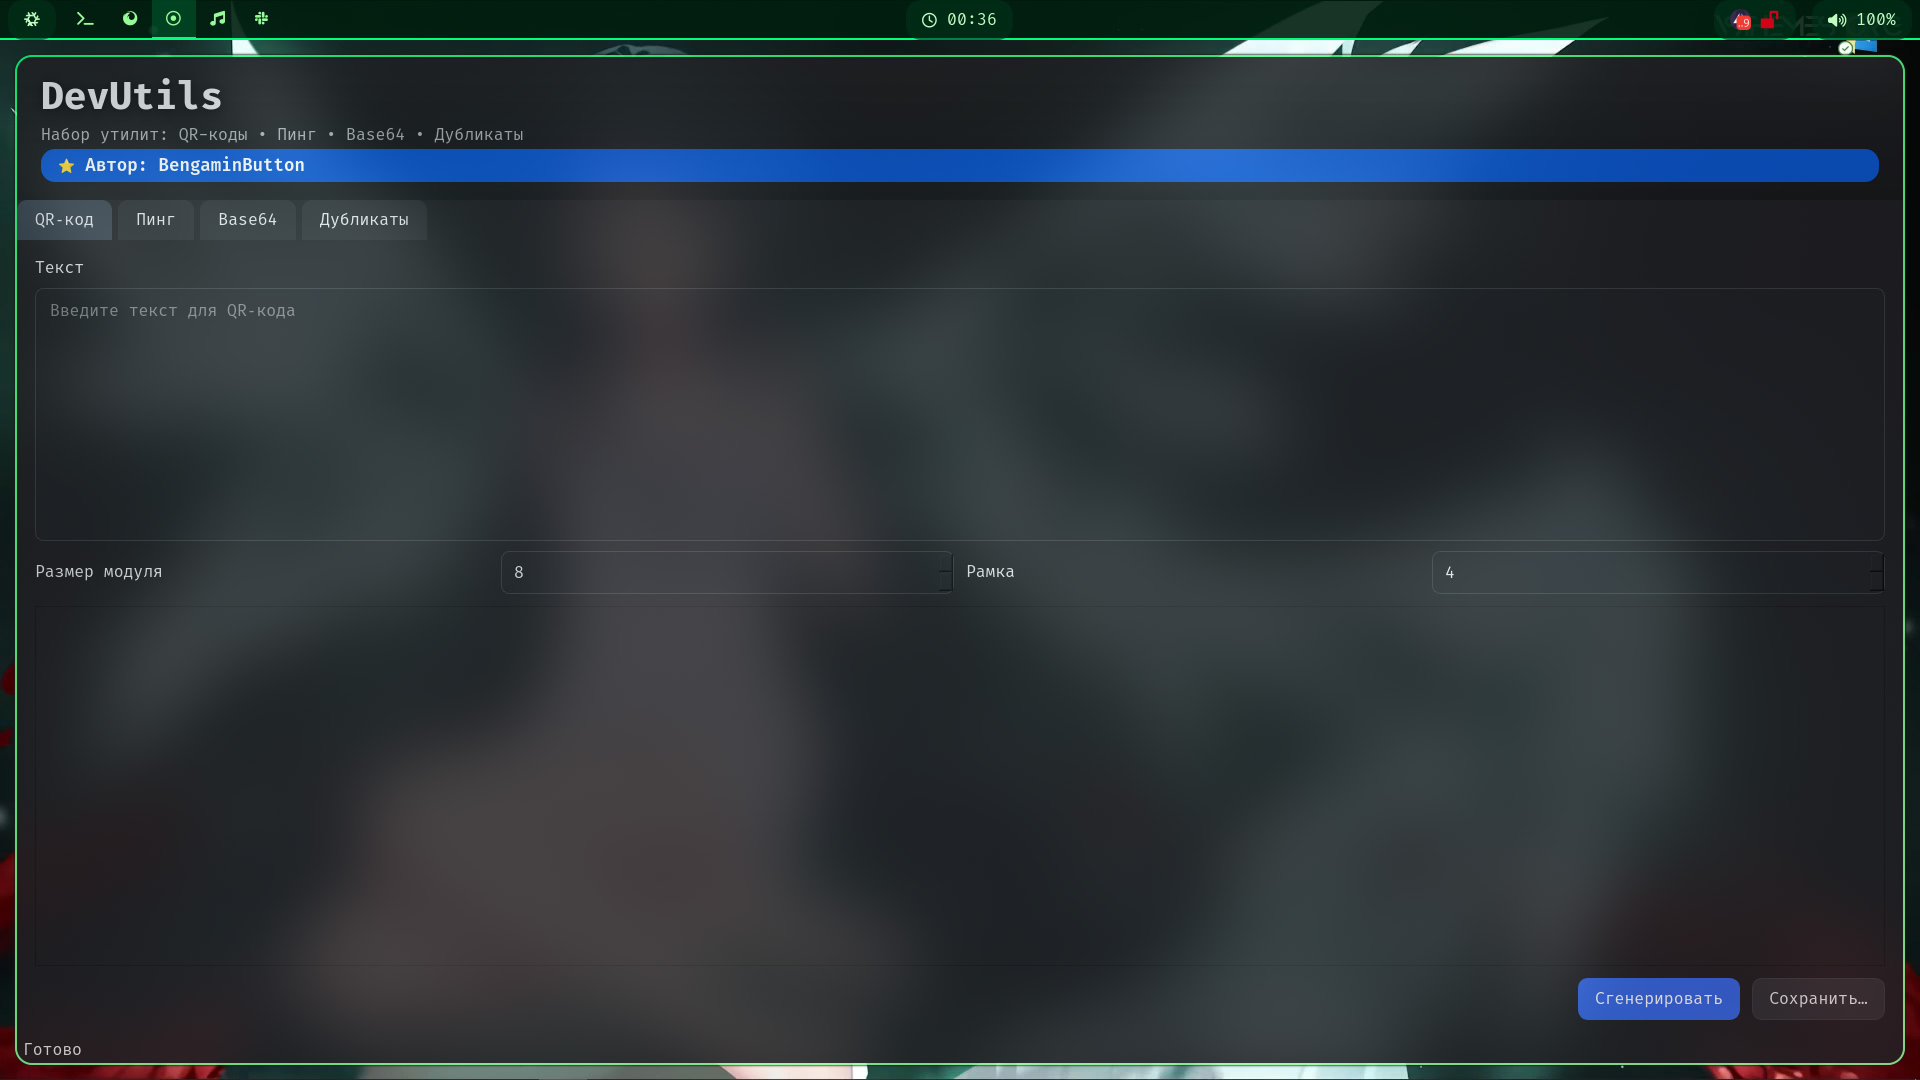 00:36
100%
DevUtils
Набор утилит: QR-коды • Пинг • Base64 • Дубликаты
Автор: BengaminButton
QR-код Пинг Base64 Дубликаты
Текст
Введите текст для QR-кода
Размер модуля 8 Рамка 4
Сгенерировать Сохранить…
Готово